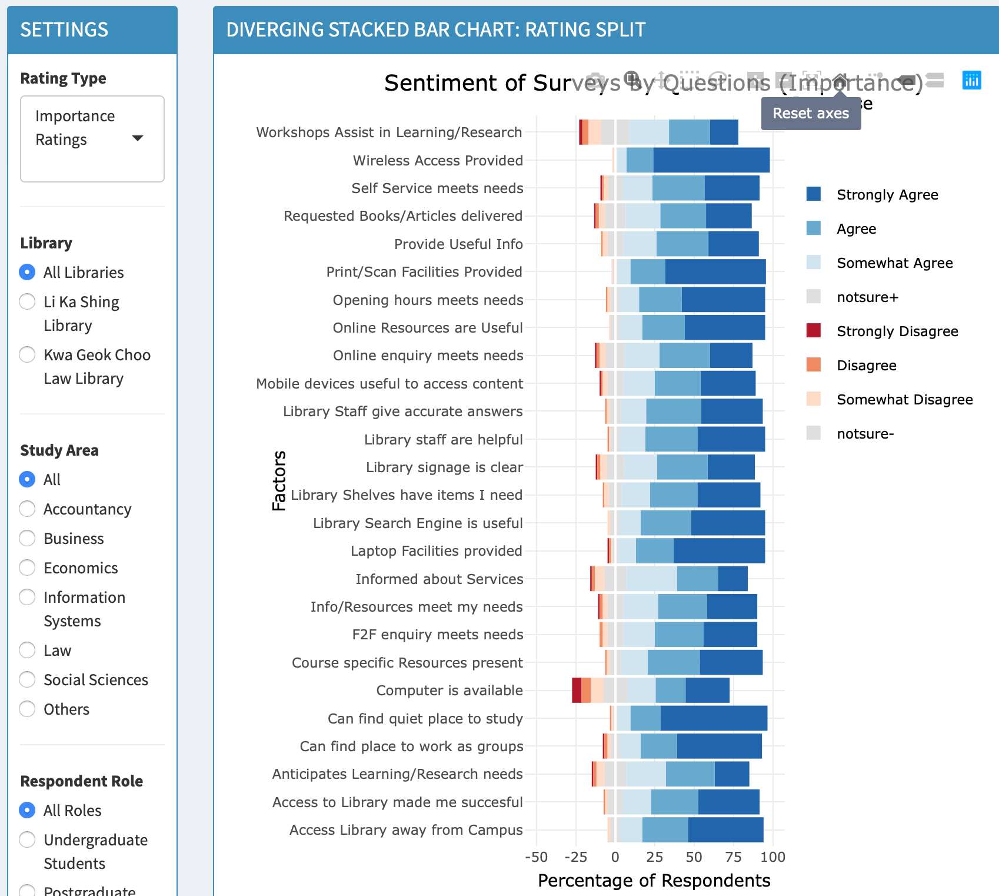 SETTINGS
Rating Type
Importance
Ratings
Library
All Libraries
Li Ka Shing
Library
Kwa Geok Choo
Law Library
Study Area
All
Accountancy
Business
Economics
Information
Systems
Law
Social Sciences
Others
Respondent Role
All Roles
Undergraduate
Students
Postgraduate
DIVERGING STACKED BAR CHART: RATING SPLIT
Sentiment of Surveys by Questions (Importance)
Reset axes
Workshops Assist in Learning/Research
Wireless Access Provided
Self Service meets needs
Requested Books/Articles delivered
Provide Useful Info
Print/Scan Facilities Provided
Opening hours meets needs
Online Resources are Useful
Online enquiry meets needs
Mobile devices useful to access content
Library Staff give accurate answers
Library staff are helpful
Library signage is clear
Library Shelves have items I need
Library Search Engine is useful
Laptop Facilities provided
Informed about Services
Info/Resources meet my needs
F2F enquiry meets needs
Course specific Resources present
Computer is available
Can find quiet place to study
Can find place to work as groups
Anticipates Learning/Research needs
Access to Library made me succesful
Access Library away from Campus
Factors
-50 -25 0 25 50 75 100
Percentage of Respondents
Strongly Agree
Agree
Somewhat Agree
notsure+
Strongly Disagree
Disagree
Somewhat Disagree
notsure-